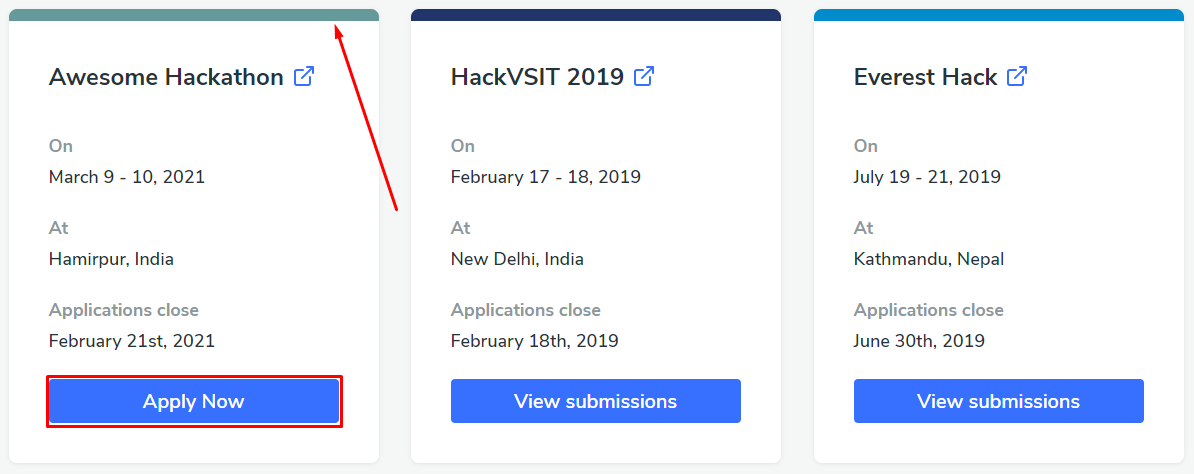 Awesome Hackathon
On
March 9 - 10, 2021
At
Hamirpur, India
Applications close
February 21st, 2021
Apply Now
HackVSIT 2019
On
February 17 - 18, 2019
At
New Delhi, India
Applications close
February 18th, 2019
View submissions
Everest Hack
On
July 19 - 21, 2019
At
Kathmandu, Nepal
Applications close
June 30th, 2019
View submissions